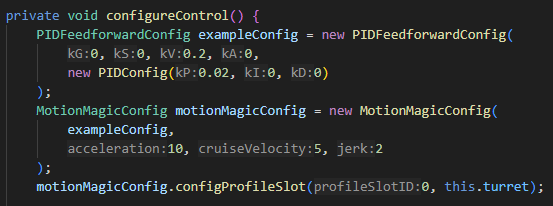 private void configureControl() {
PIDFeedforwardConfig exampleConfig = new PIDFeedforwardConfig(
kG:0, kS:0, kV:0.2, kA:0,
new PIDConfig(kP:0.02, kI:0, kD:0)
);
MotionMagicConfig motionMagicConfig = new MotionMagicConfig(
exampleConfig,
acceleration:10, cruiseVelocity:5, jerk:2
);
motionMagicConfig.configProfileSlot(profileSlotID:0, this.turret);